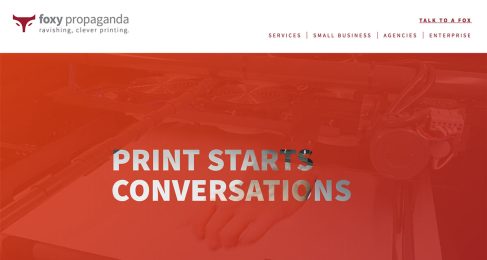 foxy propaganda
ravishing, clever printing.
TALK TO A FOX
SERVICES | SMALL BUSINESS | AGENCIES | ENTERPRISE
PRINT STARTS
CONVERSATIONS